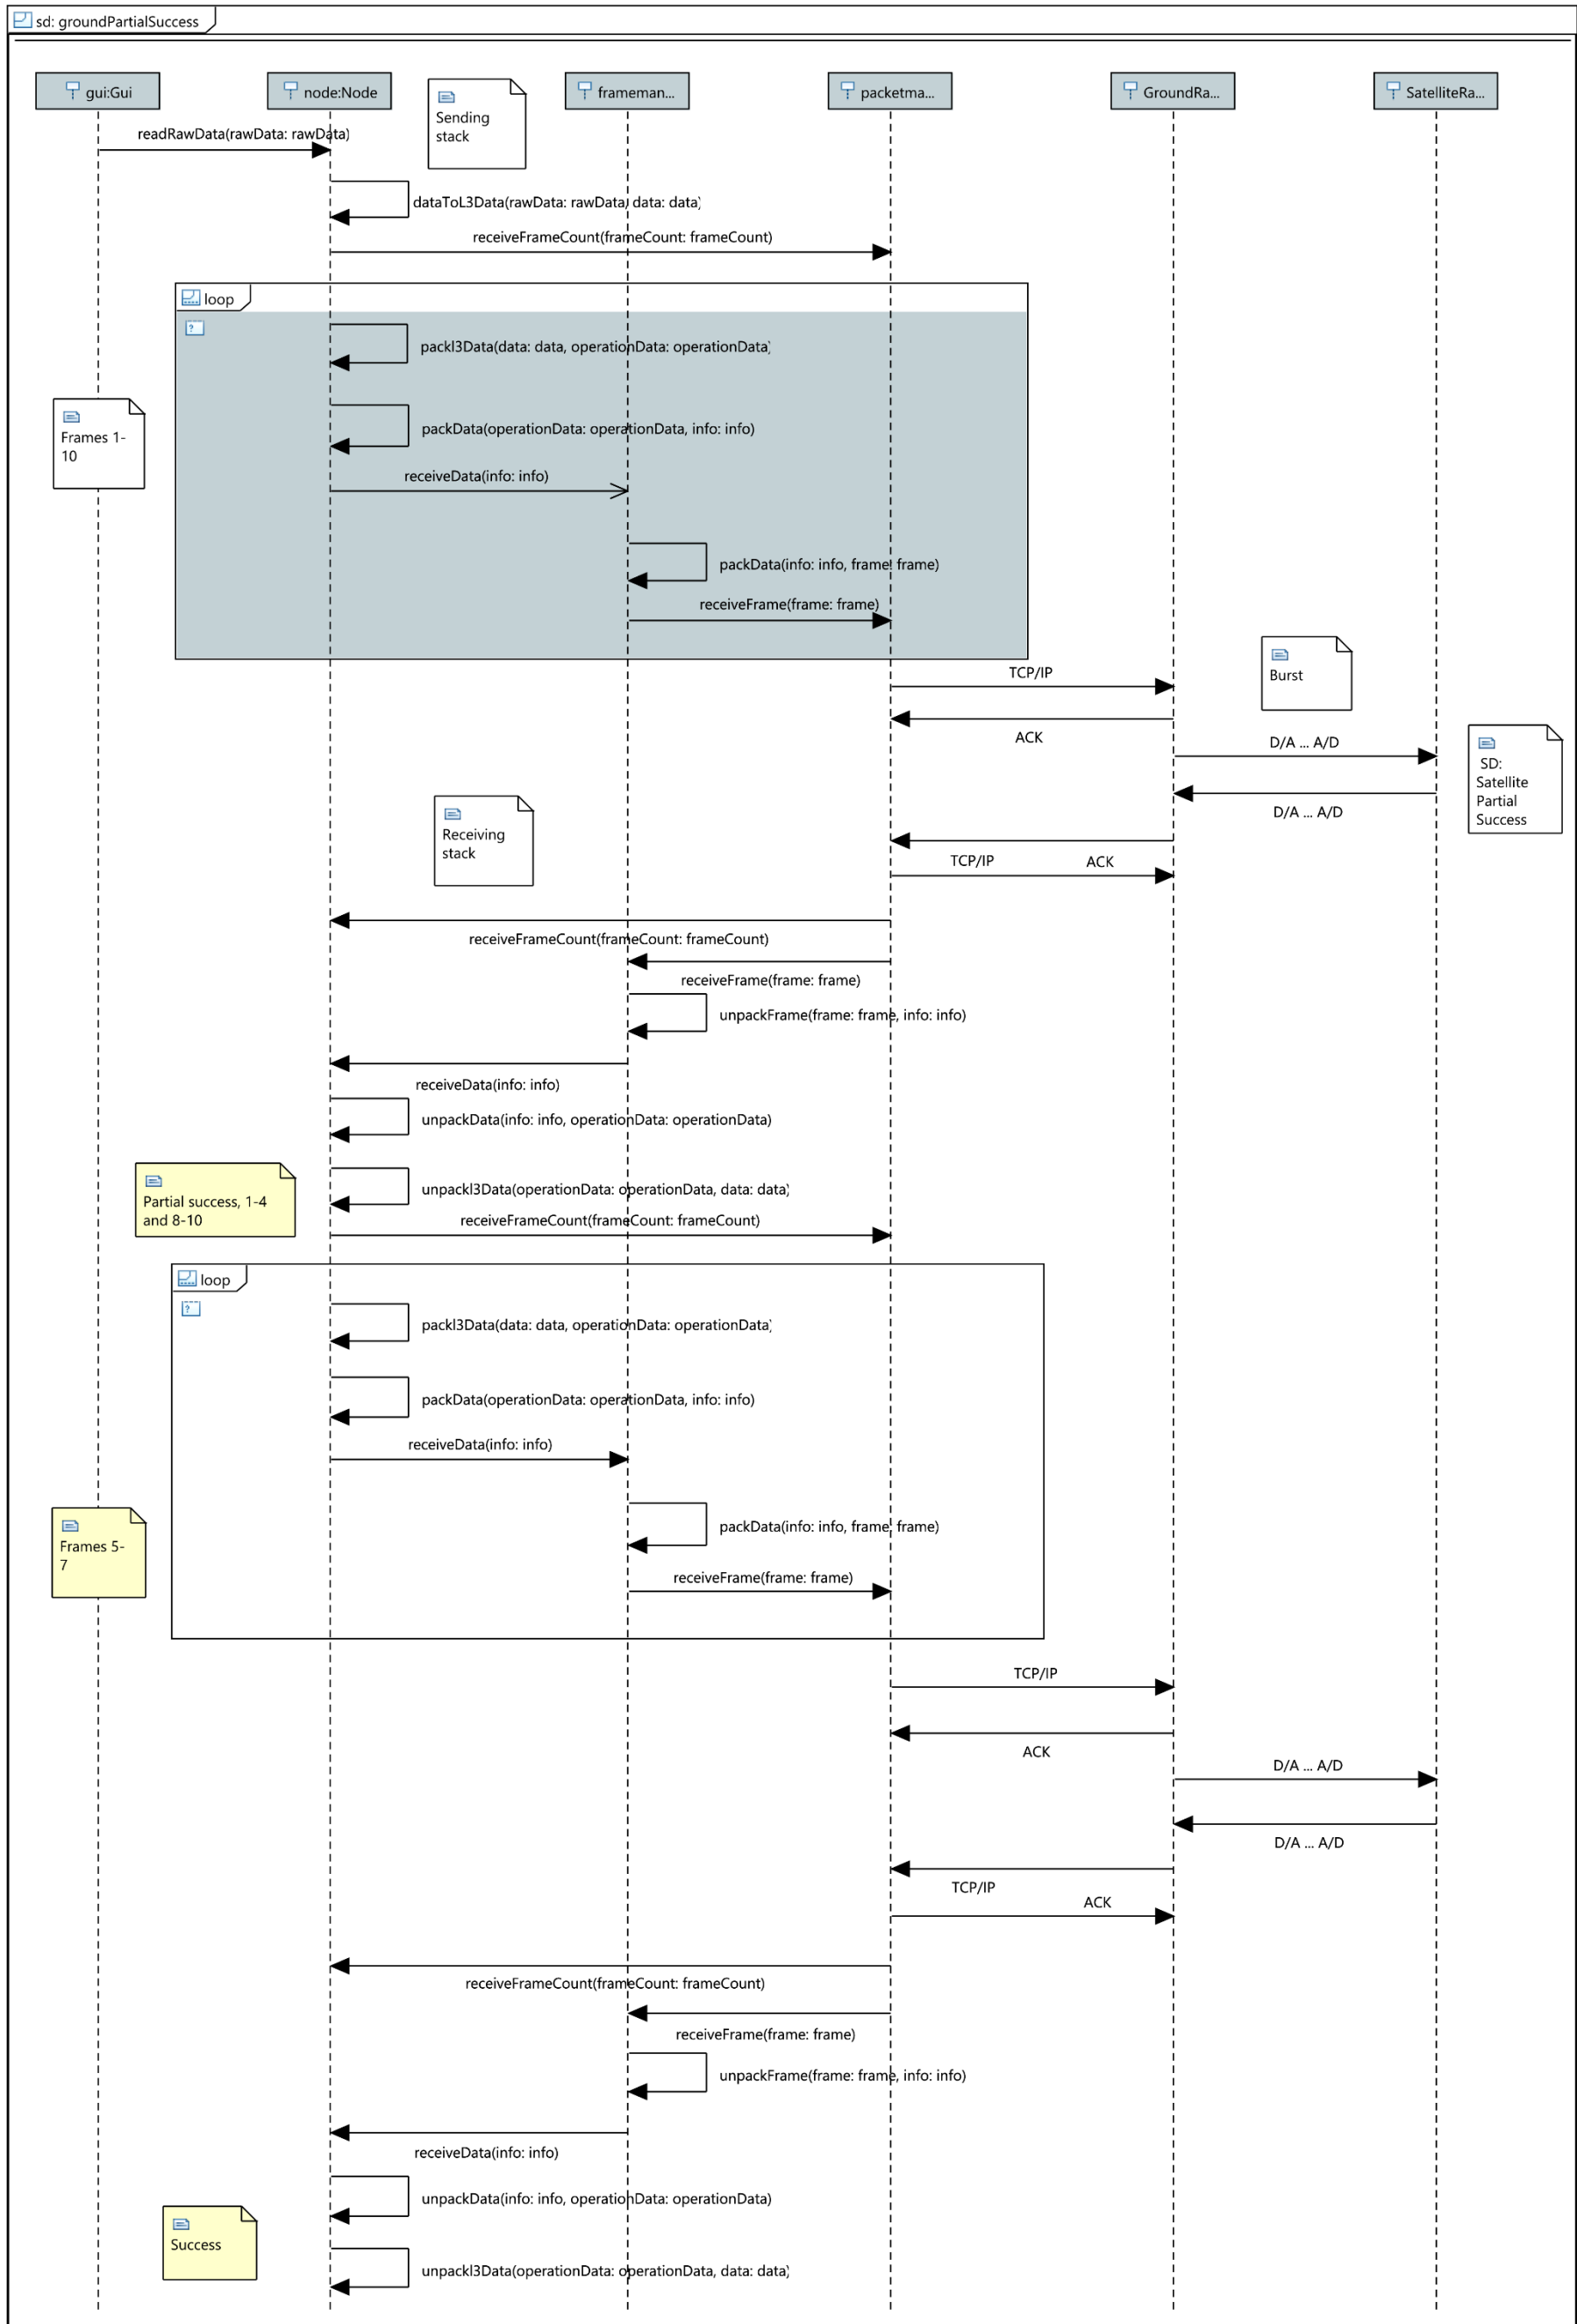 sd: groundPartialSuccess
gui:Gui
node:Node
frameman...
packetma...
GroundRa...
SatelliteRa...
Sending
stack
readRawData(rawData: rawData)
dataToL3Data(rawData: rawData, data: data)
receiveFrameCount(frameCount: frameCount)
loop
packl3Data(data: data, operationData: operationData)
Frames 1-
10
packData(operationData: operationData, info: info)
receiveData(info: info)
packData(info: info, frame: frame)
receiveFrame(frame: frame)
TCP/IP
Burst
ACK
D/A ... A/D
SD:
Satellite
Partial
Success
D/A ... A/D
Receiving
stack
TCP/IP
ACK
receiveFrameCount(frameCount: frameCount)
receiveFrame(frame: frame)
unpackFrame(frame: frame, info: info)
receiveData(info: info)
unpackData(info: info, operationData: operationData)
Partial success, 1-4
and 8-10
unpackl3Data(operationData: operationData, data: data)
receiveFrameCount(frameCount: frameCount)
loop
packl3Data(data: data, operationData: operationData)
packData(operationData: operationData, info: info)
receiveData(info: info)
Frames 5-
7
packData(info: info, frame: frame)
receiveFrame(frame: frame)
TCP/IP
ACK
D/A ... A/D
D/A ... A/D
TCP/IP
ACK
receiveFrameCount(frameCount: frameCount)
receiveFrame(frame: frame)
unpackFrame(frame: frame, info: info)
receiveData(info: info)
unpackData(info: info, operationData: operationData)
Success
unpackl3Data(operationData: operationData, data: data)